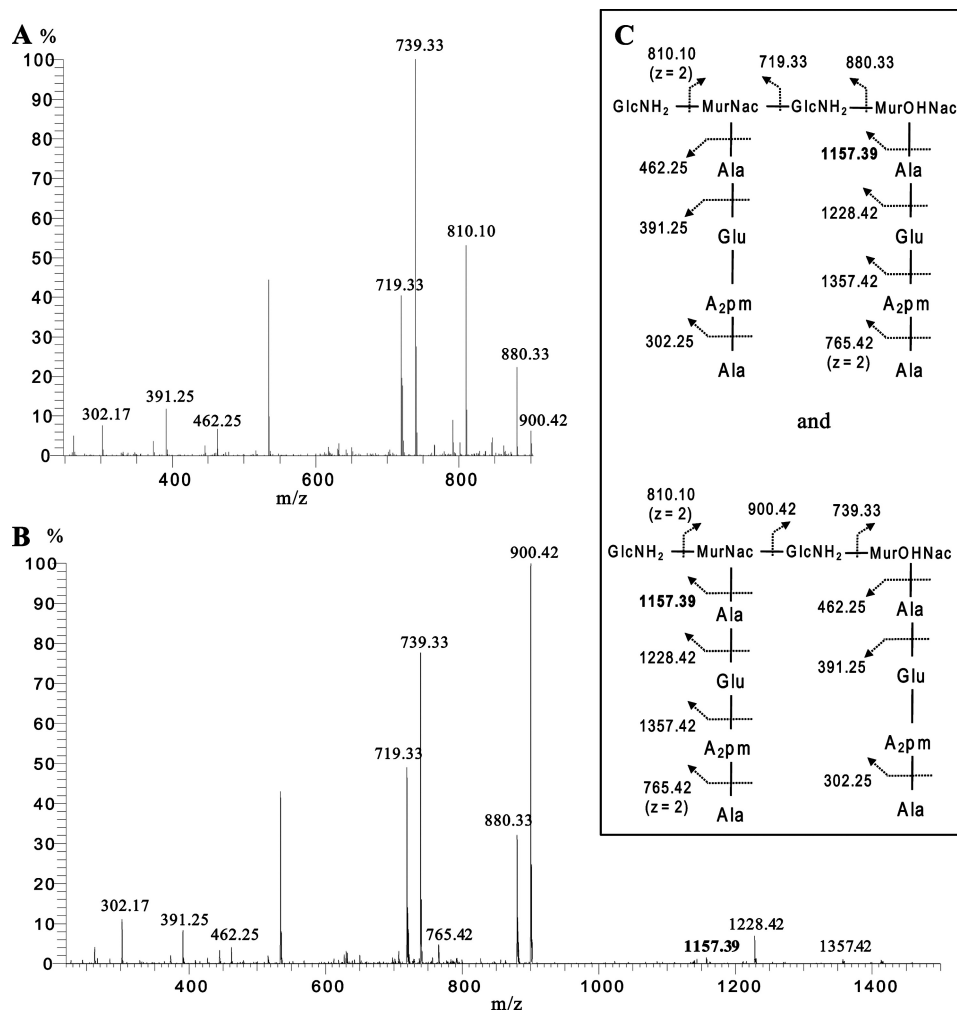 A
%
739.33
100
90
80
70
60
50
40
30
20
10
0
810.10
719.33
880.33
391.25
302.17
462.25
900.42
400
600
800
m/z
B
%
900.42
100
90
80
70
60
50
40
30
20
10
0
739.33
719.33
880.33
302.17
391.25
462.25
765.42
1228.42
1157.39
1357.42
400
600
800
1000
1200
1400
m/z
C
810.10
(z = 2)
719.33
880.33
GlcNH2 MurNac GlcNH2 MurOHNac
462.25
1157.39
Ala
Ala
391.25
1228.42
Glu
Glu
1357.42
A2pm
A2pm
302.25
765.42
(z = 2)
Ala
Ala
and
810.10
(z = 2)
900.42
739.33
GlcNH2 MurNac GlcNH2 MurOHNac
1157.39
462.25
Ala
Ala
1228.42
391.25
Glu
Glu
1357.42
A2pm
A2pm
765.42
(z = 2)
302.25
Ala
Ala